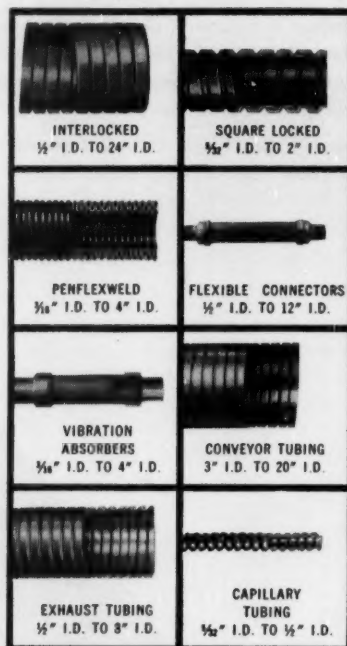 INTERLOCKED
½" I.D. TO 24" I.D.
SQUARE LOCKED
5⁄32" I.D. TO 2" I.D.
PENFLEXWELD
3⁄16" I.D. TO 4" I.D.
FLEXIBLE CONNECTORS
½" I.D. TO 12" I.D.
VIBRATION
ABSORBERS
3⁄16" I.D. TO 4" I.D.
CONVEYOR TUBING
3" I.D. TO 20" I.D.
EXHAUST TUBING
½" I.D. TO 8" I.D.
CAPILLARY
TUBING
5⁄32" I.D. TO ½" I.D.